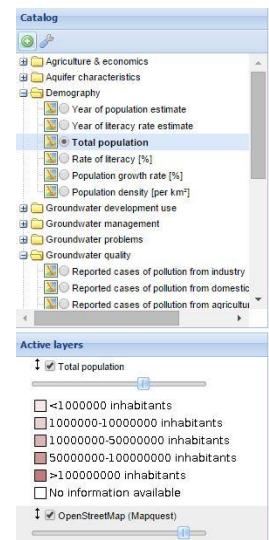 Catalog
Agriculture & economics
Aquifer characteristics
Demography
Year of population estimate
Year of literacy rate estimate
Total population
Rate of literacy [%]
Population growth rate [%]
Population density [per km²]
Groundwater development use
Groundwater management
Groundwater problems
Groundwater quality
Reported cases of pollution from industry
Reported cases of pollution from domestic
Reported cases of pollution from agricultur
Active layers
Total population
<1000000 inhabitants
1000000-10000000 inhabitants
10000000-50000000 inhabitants
50000000-100000000 inhabitants
>100000000 inhabitants
No information available
OpenStreetMap (Mapquest)